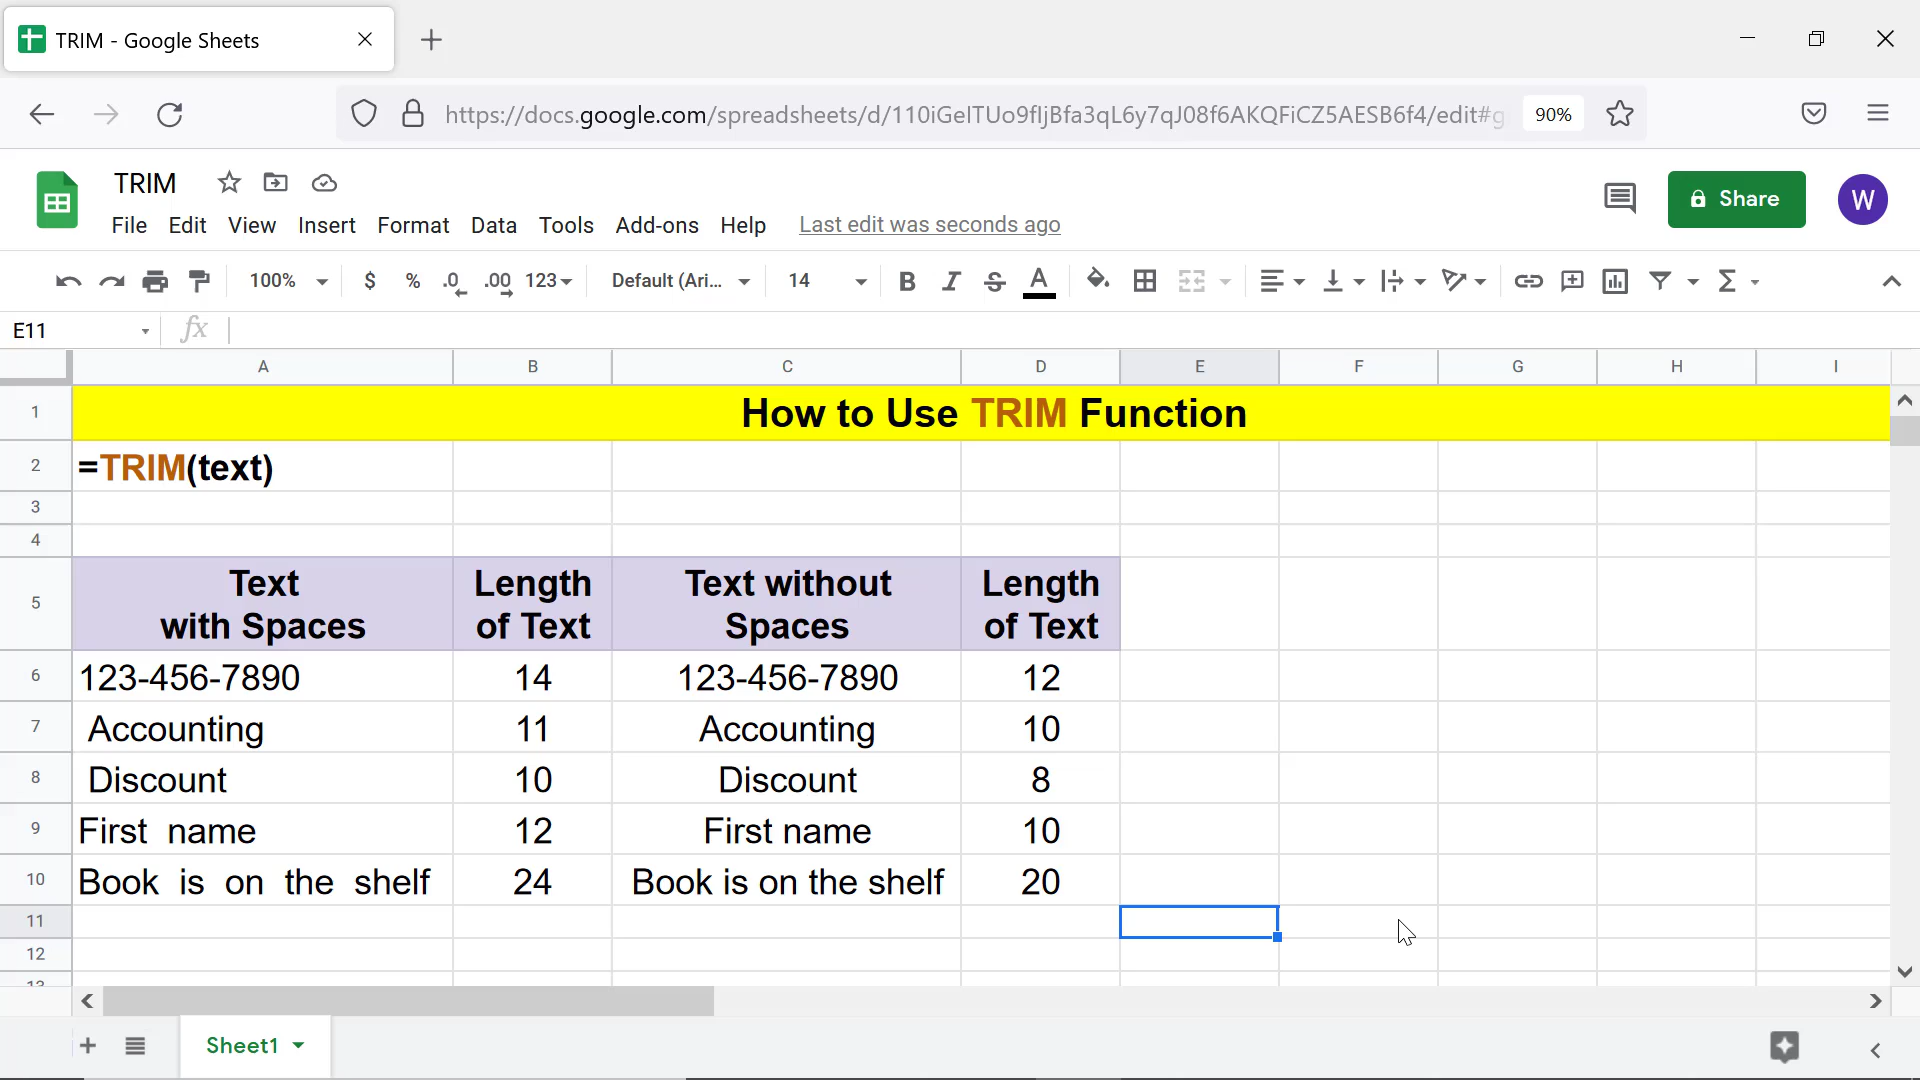 TRIM - Google Sheets
https://docs.google.com/spreadsheets/d/110iGeITUo9fIjBfa3qL6y7qJ08f6AKQFiCZ5AESB6f4/edit#g 90%
TRIM
File Edit View Insert Format Data Tools Add-ons Help Last edit was seconds ago
Share W
100% $ % .0 .00 123 Default (Ari... 14 B I S A Σ
E11 fx
A B C D E F G H I
1 How to Use TRIM Function
2 =TRIM(text)
3
4
5 Text with Spaces Length of Text Text without Spaces Length of Text
6 123-456-7890 14 123-456-7890 12
7 Accounting 11 Accounting 10
8 Discount 10 Discount 8
9 First  name 12 First name 10
10 Book  is  on  the  shelf 24 Book is on the shelf 20
11
12
13
Sheet1